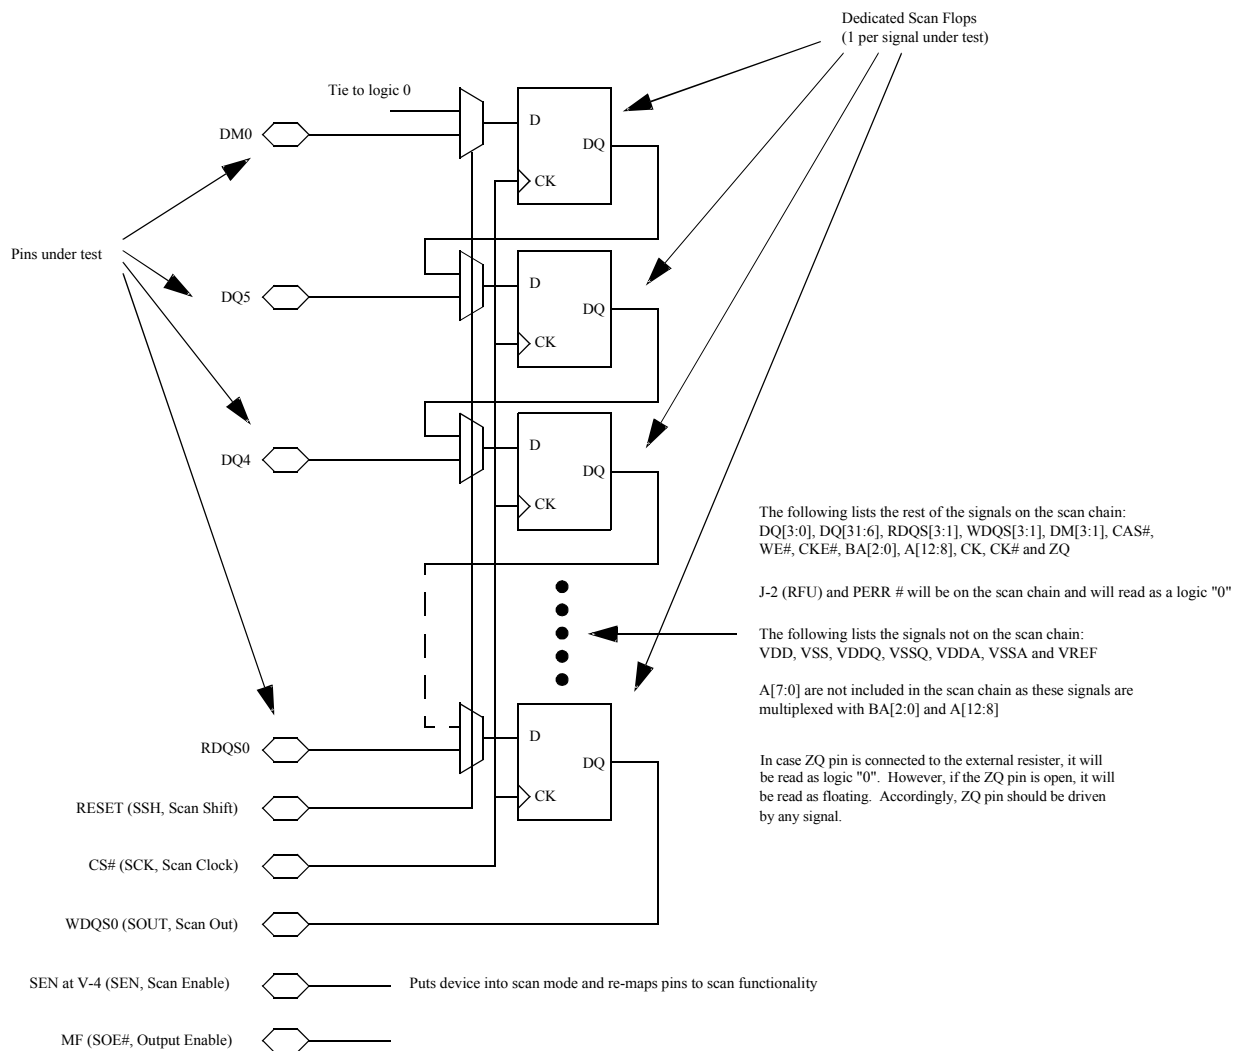 Dedicated Scan Flops
(1 per signal under test)
Tie to logic 0
D
DM0
DQ
CK
Pins under test
D
DQ5
DQ
CK
D
DQ4
DQ
CK
The following lists the rest of the signals on the scan chain:
DQ[3:0], DQ[31:6], RDQS[3:1], WDQS[3:1], DM[3:1], CAS#,
WE#, CKE#, BA[2:0], A[12:8], CK, CK# and ZQ
J-2 (RFU) and PERR # will be on the scan chain and will read as a logic "0"
The following lists the signals not on the scan chain:
VDD, VSS, VDDQ, VSSQ, VDDA, VSSA and VREF
A[7:0] are not included in the scan chain as these signals are
multiplexed with BA[2:0] and A[12:8]
D
RDQS0
DQ
CK
In case ZQ pin is connected to the external resister, it will
be read as logic "0". However, if the ZQ pin is open, it will
be read as floating. Accordingly, ZQ pin should be driven
by any signal.
RESET (SSH, Scan Shift)
CS# (SCK, Scan Clock)
WDQS0 (SOUT, Scan Out)
SEN at V-4 (SEN, Scan Enable)
Puts device into scan mode and re-maps pins to scan functionality
MF (SOE#, Output Enable)